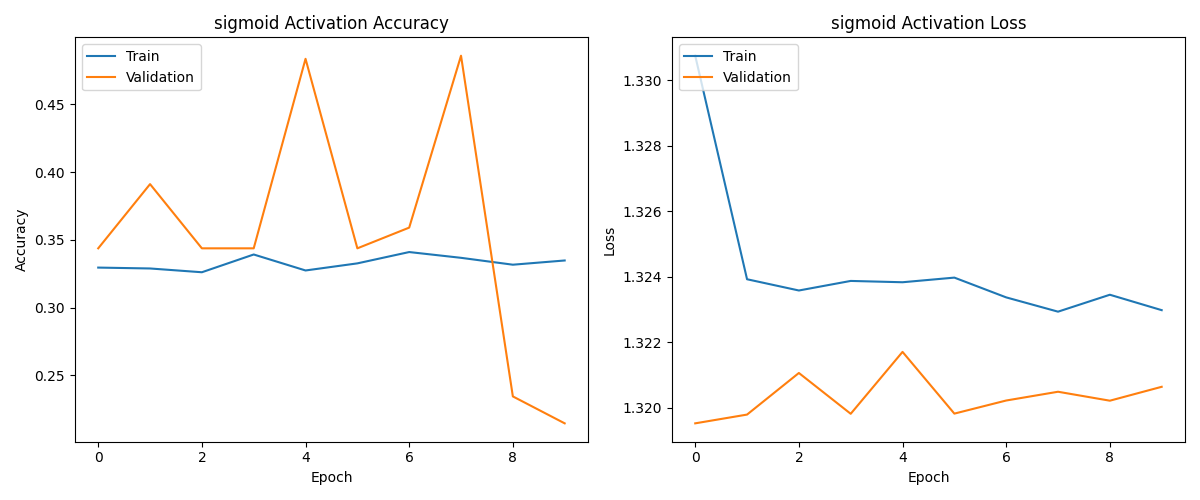 sigmoid Activation Accuracy
Train
Validation
0.45
0.40
0.35
0.30
0.25
Accuracy
0 2 4 6 8
Epoch
sigmoid Activation Loss
Train
Validation
1.330
1.328
1.326
1.324
1.322
1.320
Loss
0 2 4 6 8
Epoch